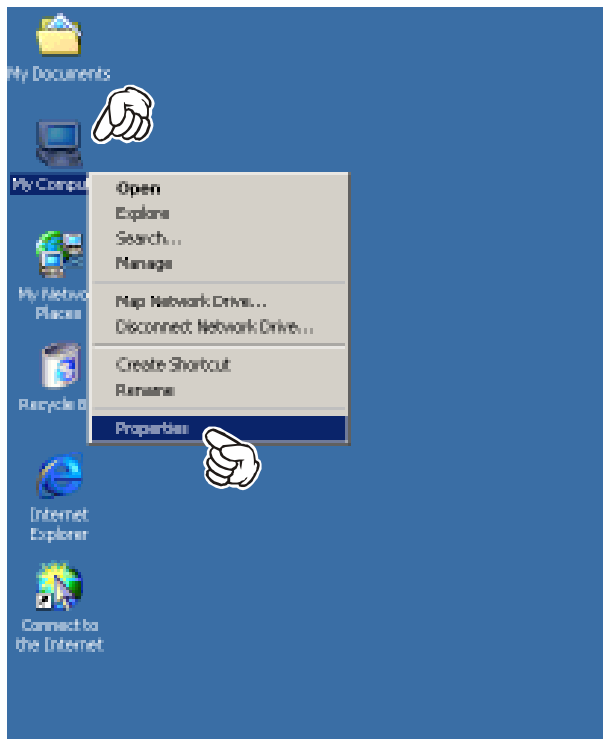 My Documents
My Compu
Open
Explore
Search...
Manage
My Netwo
Places
Map Network Drive...
Disconnect Network Drive...
Create Shortcut
Rename
Recycle B
Properties
Internet
Explorer
Connect to
the Internet